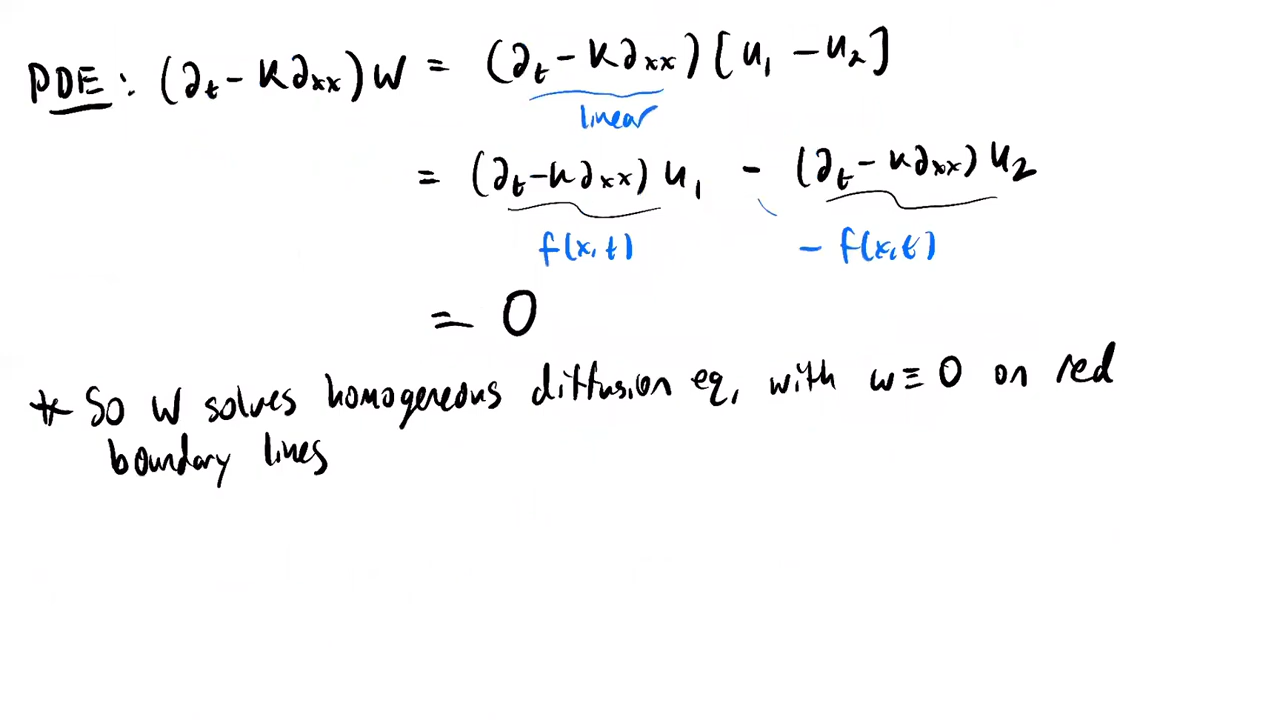 PDE: (∂t - k∂xx)W = (∂t - k∂xx)[u1 - u2]
linear
= (∂t - k∂xx)u1 - (∂t - k∂xx)u2
f(x,t) - f(x,t)
= 0
* So W solves homogeneous diffusion eq, with w ≡ 0 on red
boundary lines